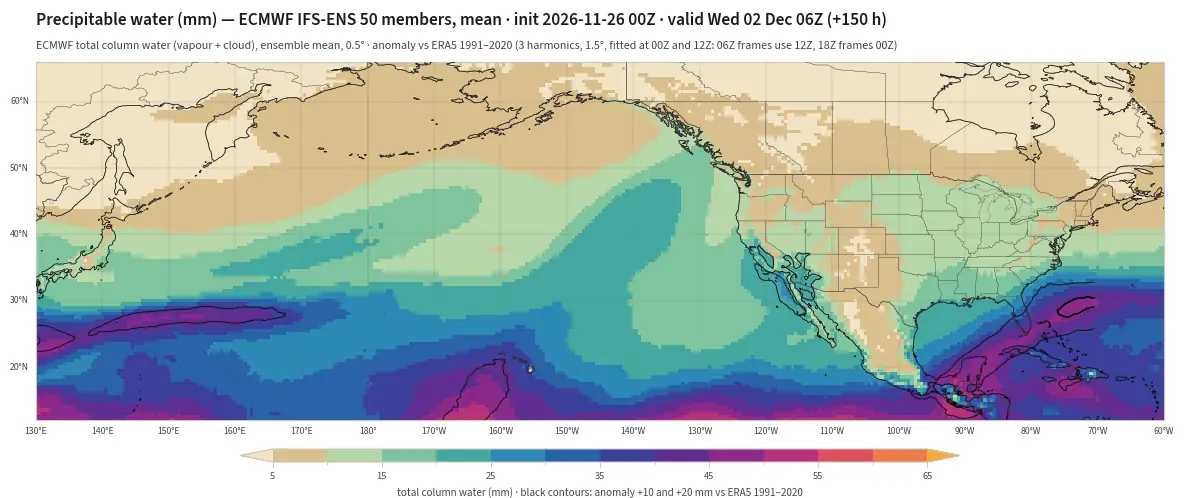 Precipitable water (mm) — ECMWF IFS-ENS 50 members, mean · init 2026-11-26 00Z · valid Wed 02 Dec 06Z (+150 h)
ECMWF total column water (vapour + cloud), ensemble mean, 0.5° · anomaly vs ERA5 1991–2020 (3 harmonics, 1.5°, fitted at 00Z and 12Z: 06Z frames use 12Z, 18Z frames 00Z)
60°N
50°N
40°N
30°N
20°N
130°E 140°E 150°E 160°E 170°E 180° 170°W 160°W 150°W 140°W 130°W 120°W 110°W 100°W 90°W 80°W 70°W 60°W
5 15 25 35 45 55 65
total column water (mm) · black contours: anomaly +10 and +20 mm vs ERA5 1991–2020